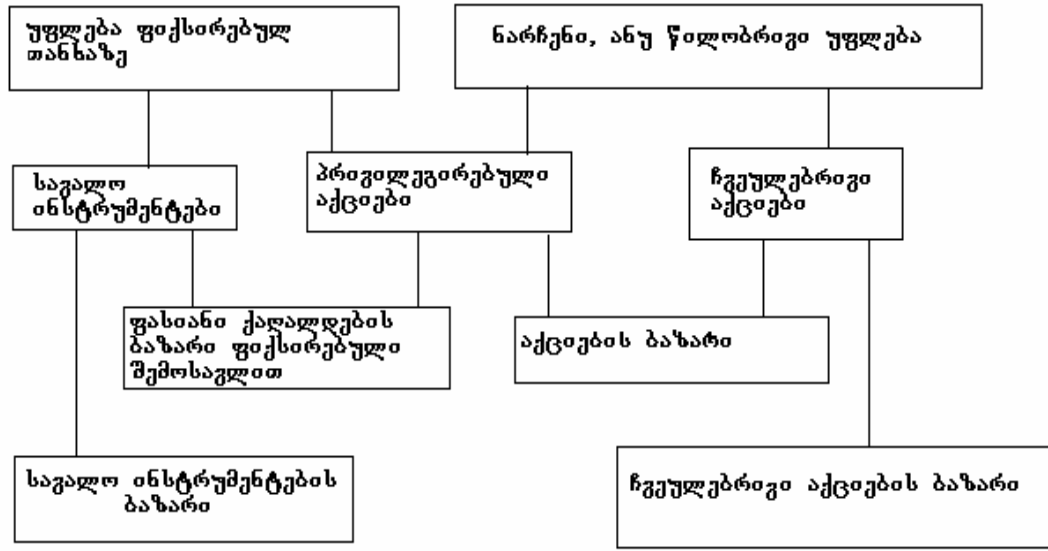 უფლება ფიქსირებულ
თანხაზე
ნარჩენი, ანუ წილობრივი უფლება
სავალო
ინსტრუმენტები
პრივილეგირებული
აქციები
ჩვეულებრივი
აქციები
ფასიანი ქაღალდების
ბაზარი ფიქსირებული
შემოსავლით
აქციების ბაზარი
სავალო ინსტრუმენტების
ბაზარი
ჩვეულებრივი აქციების ბაზარი